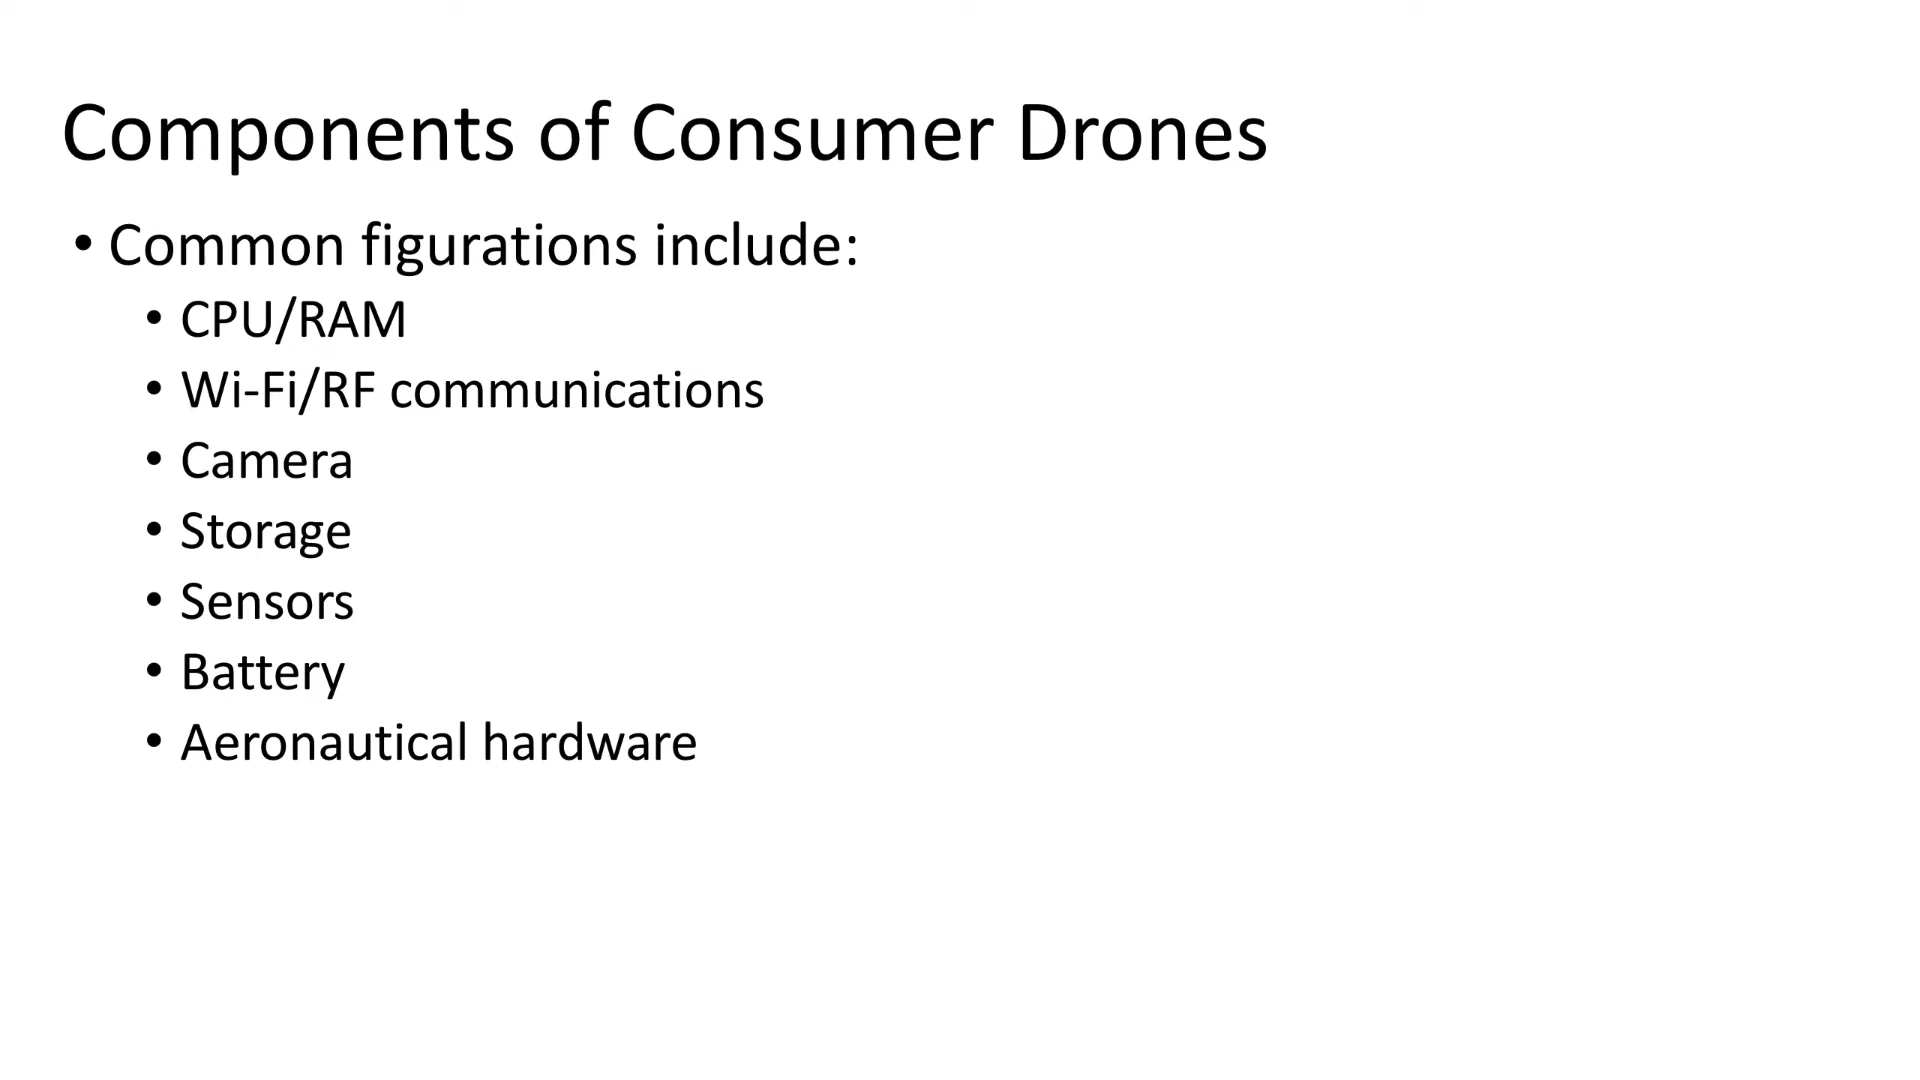 Components of Consumer Drones
• Common figurations include:
• CPU/RAM
• Wi-Fi/RF communications
• Camera
• Storage
• Sensors
• Battery
• Aeronautical hardware